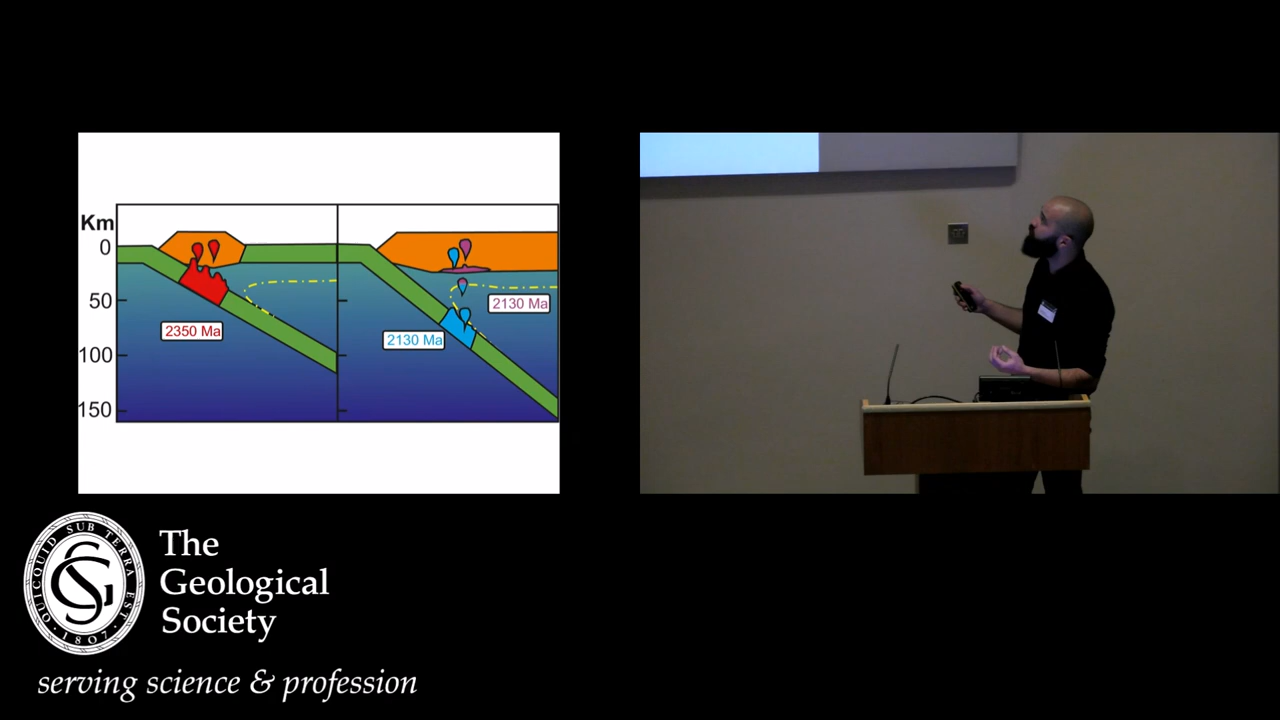 Km
0
50
100
150
2350 Ma
2130 Ma
2130 Ma
QUICQUID SUB TERRA EST
· 1807 ·
The
Geological
Society
serving science & profession